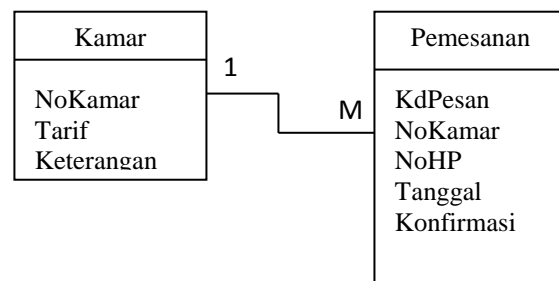 Kamar
NoKamar
Tarif
Keterangan
1
M
Pemesanan
KdPesan
NoKamar
NoHP
Tanggal
Konfirmasi